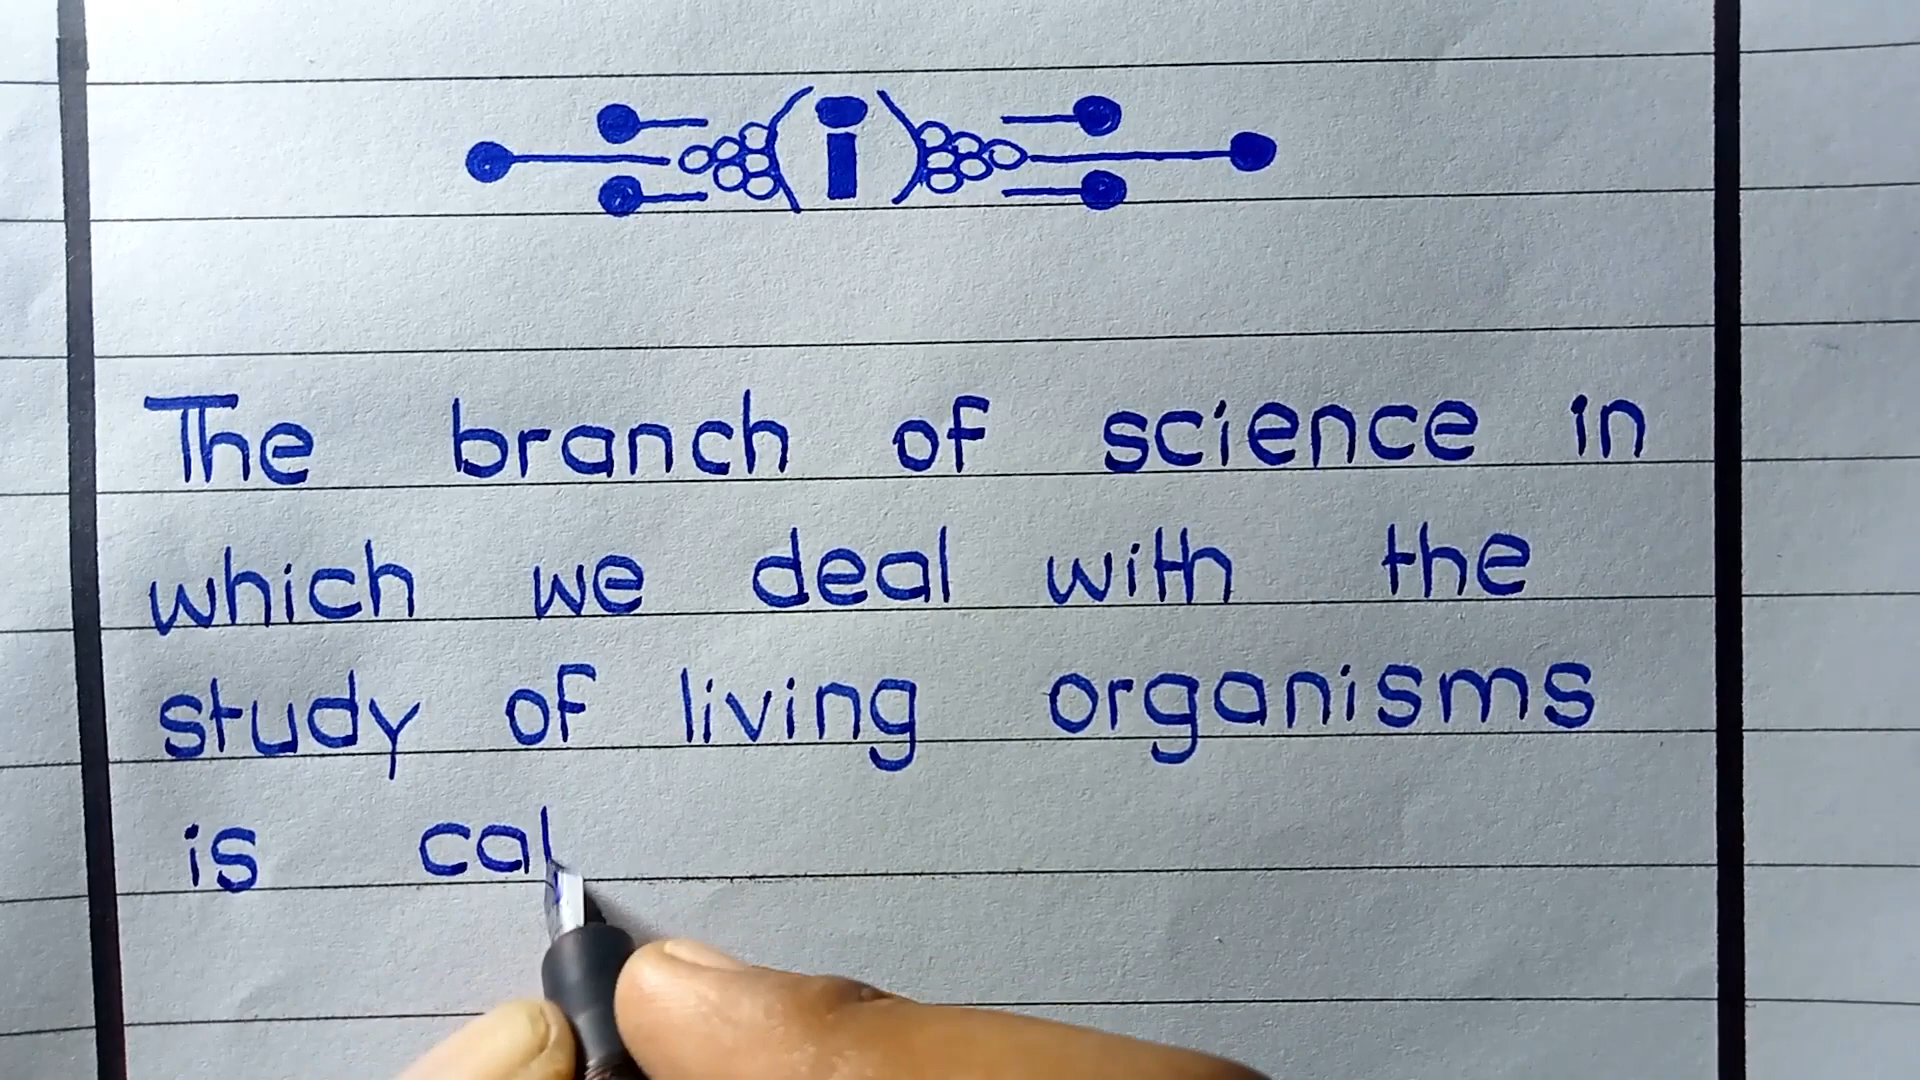 i
The branch of science in
which we deal with the
study of living organisms
is cal